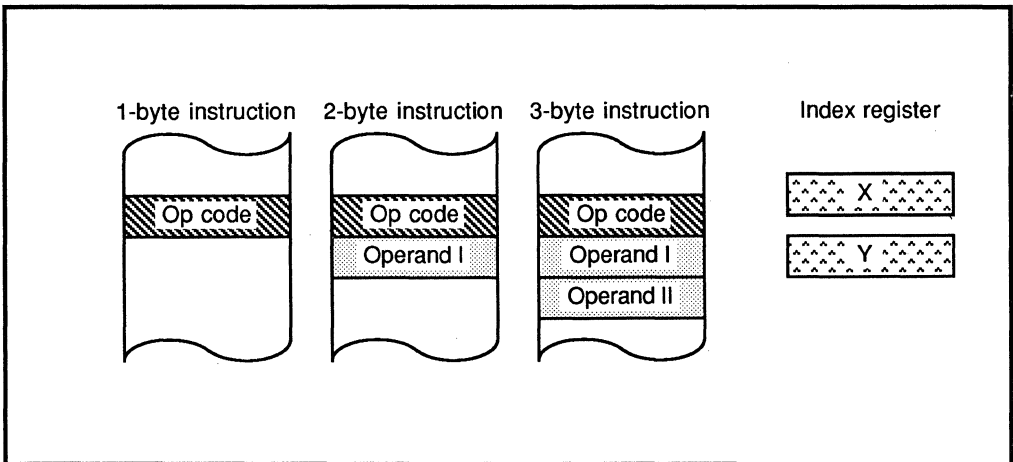 1-byte instruction 2-byte instruction 3-byte instruction Index register
Op code Op code Op code X
Operand I Operand I Y
Operand II